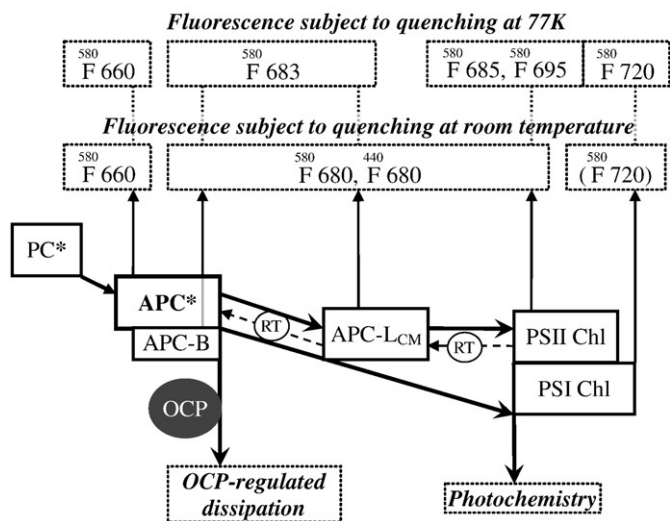 Fluorescence subject to quenching at 77K
580 F 660
580 F 683
580 F 685, 580 F 695
580 F 720
Fluorescence subject to quenching at room temperature
580 F 660
580 F 680, 440 F 680
580 (F 720)
PC*
APC*
RT
APC-LCM
RT
PSII Chl
APC-B
PSI Chl
OCP
OCP-regulated
dissipation
Photochemistry